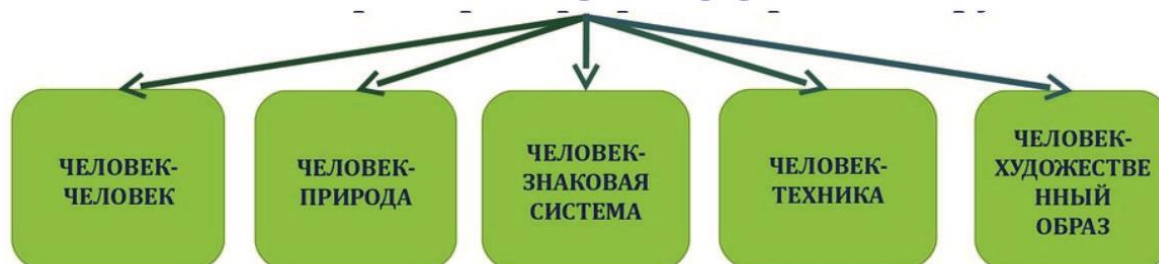 ЧЕЛОВЕК-
ЧЕЛОВЕК
ЧЕЛОВЕК-
ПРИРОДА
ЧЕЛОВЕК-
ЗНАКОВАЯ
СИСТЕМА
ЧЕЛОВЕК-
ТЕХНИКА
ЧЕЛОВЕК-
ХУДОЖЕСТВЕ
ННЫЙ
ОБРАЗ